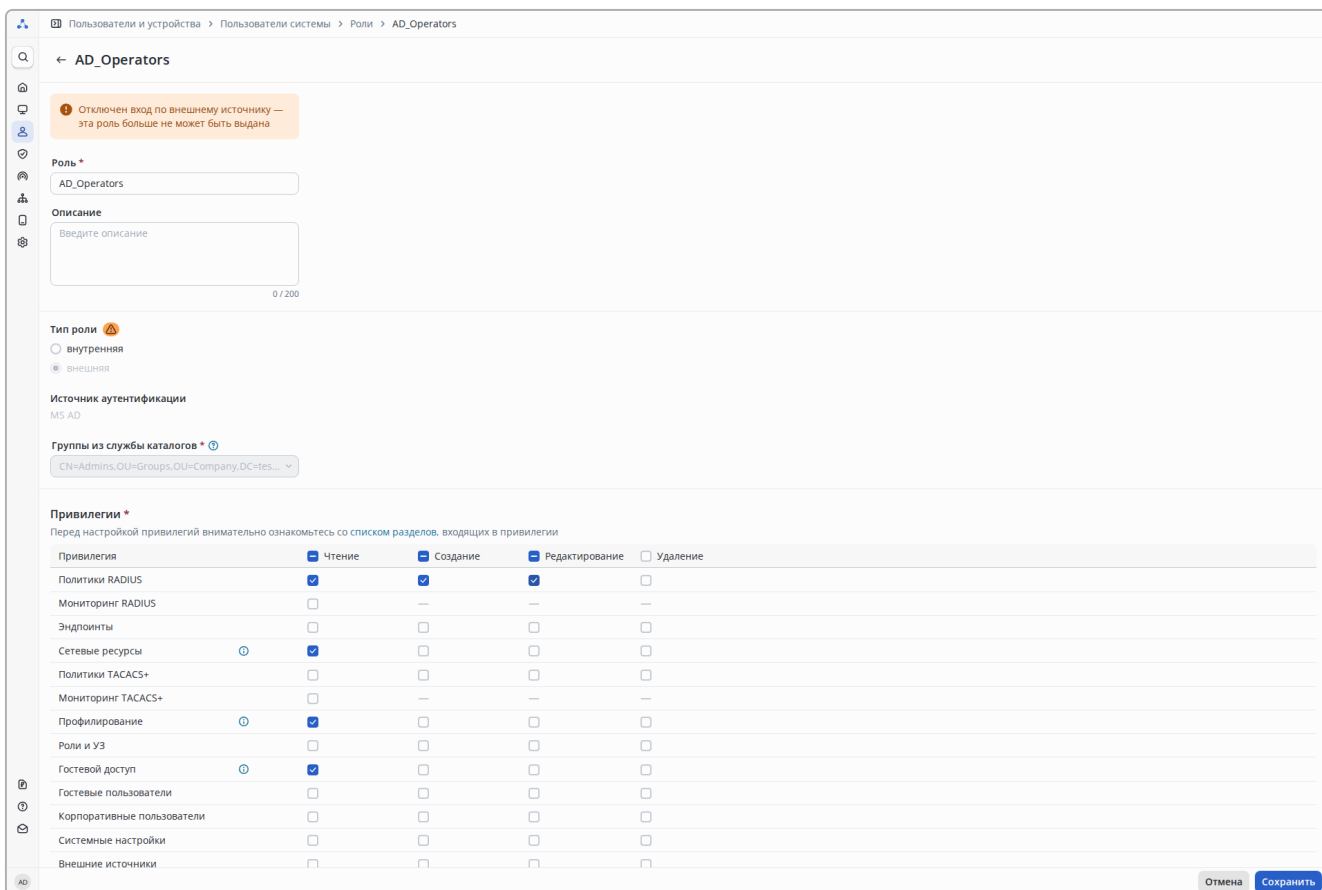 Пользователи и устройства > Пользователи системы > Роли > AD_Operators
← AD_Operators
Отключен вход по внешнему источнику —
эта роль больше не может быть выдана
Роль *
AD_Operators
Описание
Введите описание
0 / 200
Тип роли
внутренняя
внешняя
Источник аутентификации
MS AD
Группы из службы каталогов *
CN=Admins,OU=Groups,OU=Company,DC=tes...
Привилегии *
Перед настройкой привилегий внимательно ознакомьтесь со списком разделов, входящих в привилегии
Привилегия Чтение Создание Редактирование Удаление
Политики RADIUS
Мониторинг RADIUS — — —
Эндпоинты
Сетевые ресурсы
Политики TACACS+
Мониторинг TACACS+ — — —
Профилирование
Роли и УЗ
Гостевой доступ
Гостевые пользователи
Корпоративные пользователи
Системные настройки
Внешние источники
AD Отмена Сохранить